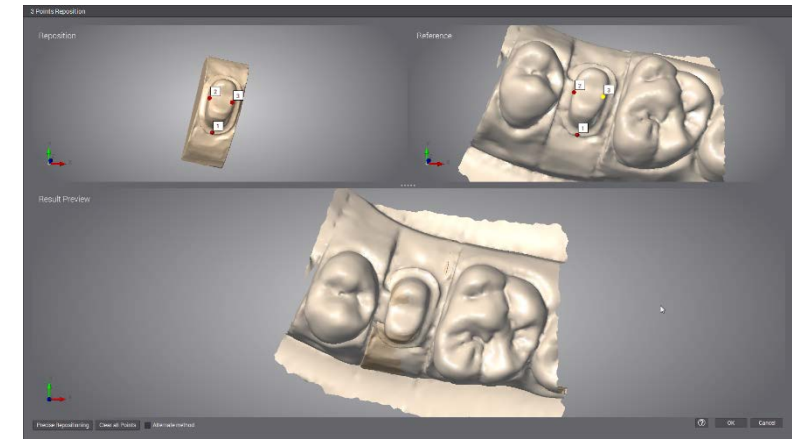 3 Points Reposition
Reposition
Reference
2
3
1
2
3
1
Result Preview
Precise Repositioning
Clear all Points
Alternate method
?
OK
Cancel